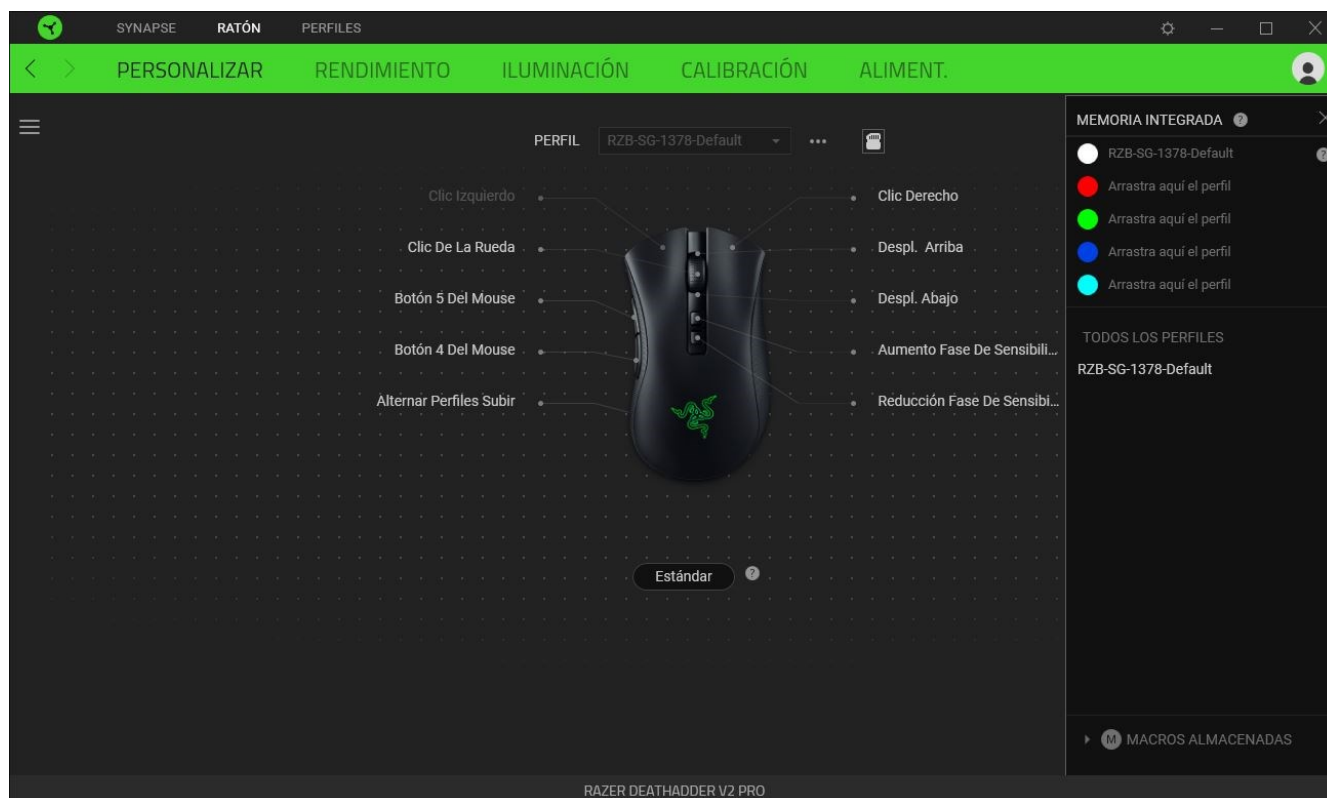 SYNAPSE RATÓN PERFILES
PERSONALIZAR RENDIMIENTO ILUMINACIÓN CALIBRACIÓN ALIMENT.
PERFIL RZB-SG-1378-Default
Clic Izquierdo
Clic De La Rueda
Botón 5 Del Mouse
Botón 4 Del Mouse
Alternar Perfiles Subir
Clic Derecho
Despl. Arriba
Despl. Abajo
Aumento Fase De Sensibili...
Reducción Fase De Sensibi...
Estándar ?
MEMORIA INTEGRADA ?
RZB-SG-1378-Default ?
Arrastra aquí el perfil
Arrastra aquí el perfil
Arrastra aquí el perfil
Arrastra aquí el perfil
TODOS LOS PERFILES
RZB-SG-1378-Default
M MACROS ALMACENADAS
RAZER DEATHADDER V2 PRO